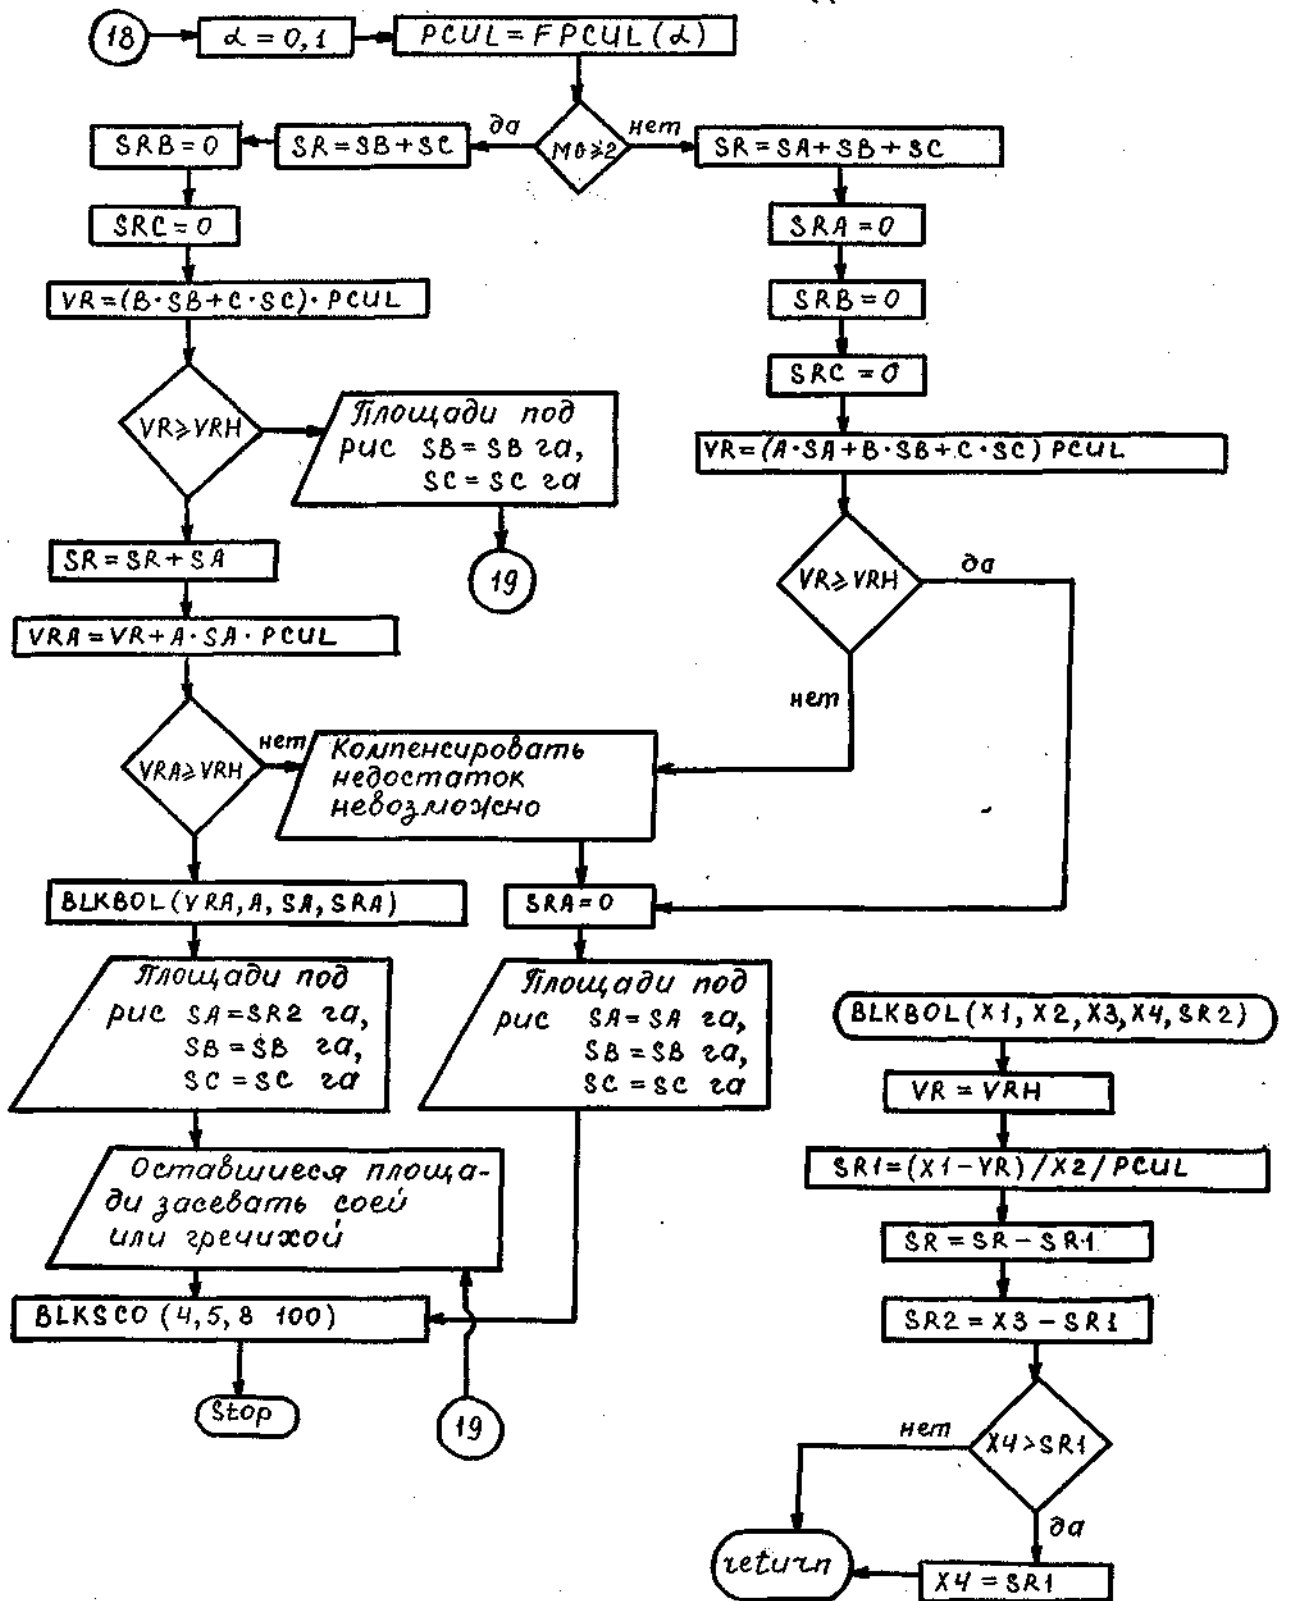 18
α = 0,1
PCUL = FPCUL(α)
да
нет
SRB = 0
SR = SB + SC
M0 ≥ 2
SR = SA + SB + SC
SRC = 0
SRA = 0
VR = (B·SB + C·SC)·PCUL
SRB = 0
SRC = 0
VR ≥ VRH
Площади под
рис SB = SB га,
SC = SC га
VR = (A·SA + B·SB + C·SC) PCUL
SR = SR + SA
19
VR ≥ VRH
да
VRA = VR + A·SA·PCUL
нет
VRA ≥ VRH
нет
Компенсировать
недостаток
невозможно
BLKBOL(VRA, A, SA, SRA)
SRA = 0
Площади под
рис SA = SR2 га,
SB = SB га,
SC = SC га
Площади под
рис SA = SA га,
SB = SB га,
SC = SC га
Оставшиеся площа-
ди засевать соей
или гречихой
BLKSCO (4,5,8 100)
Stop
19
BLKBOL(X1, X2, X3, X4, SR2)
VR = VRH
SR1 = (X1 - VR) / X2 / PCUL
SR = SR - SR1
SR2 = X3 - SR1
нет
X4 > SR1
да
return
X4 = SR1